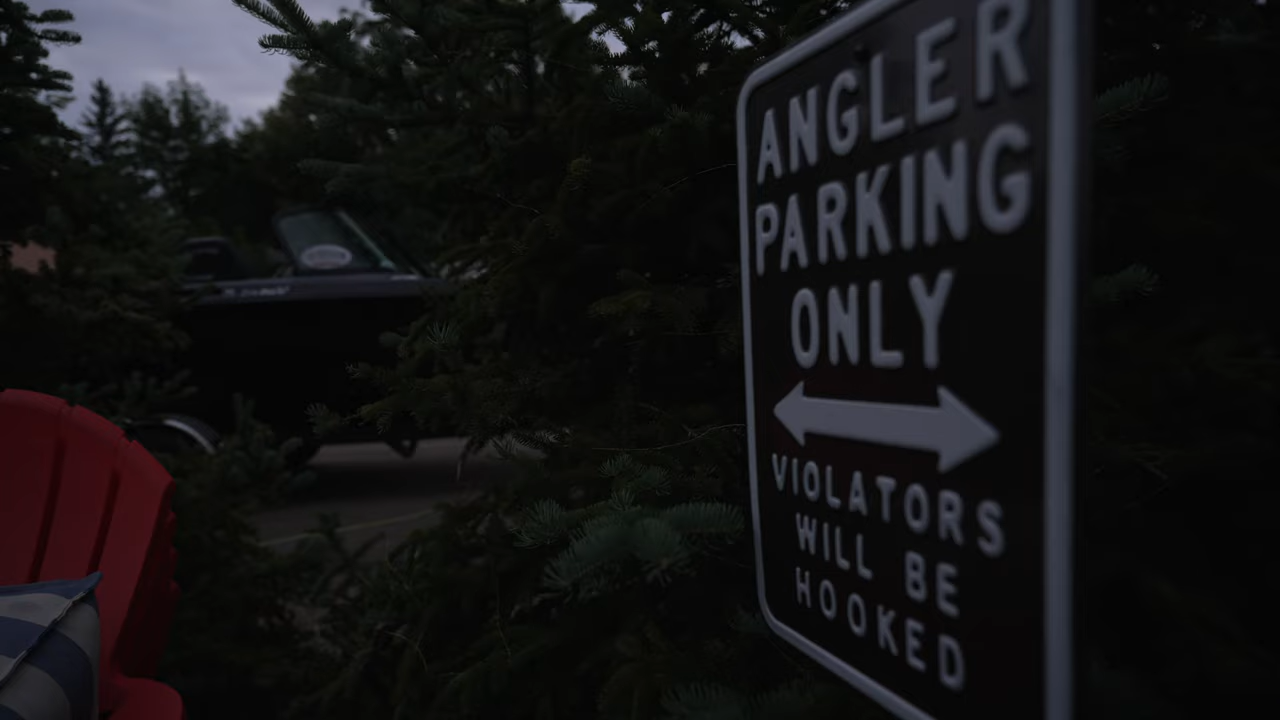 ANGLER
PARKING
ONLY
VIOLATORS
WILL BE
HOOKED